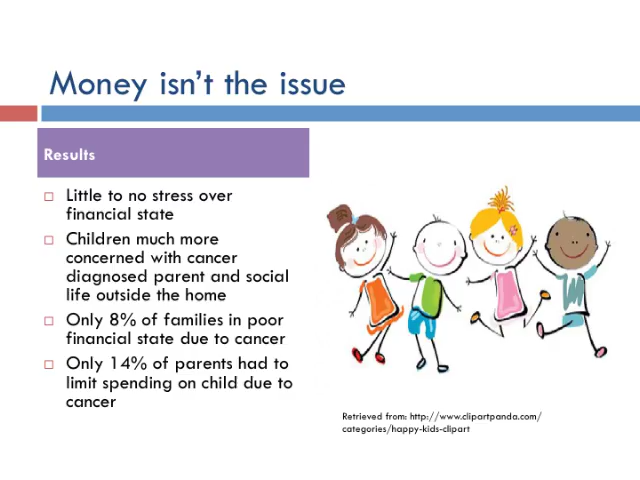 Money isn't the issue
Results
Little to no stress over
financial state
Children much more
concerned with cancer
diagnosed parent and social
life outside the home
Only 8% of families in poor
financial state due to cancer
Only 14% of parents had to
limit spending on child due to
cancer
Retrieved from: http://www.clipartpanda.com/
categories/happy-kids-clipart